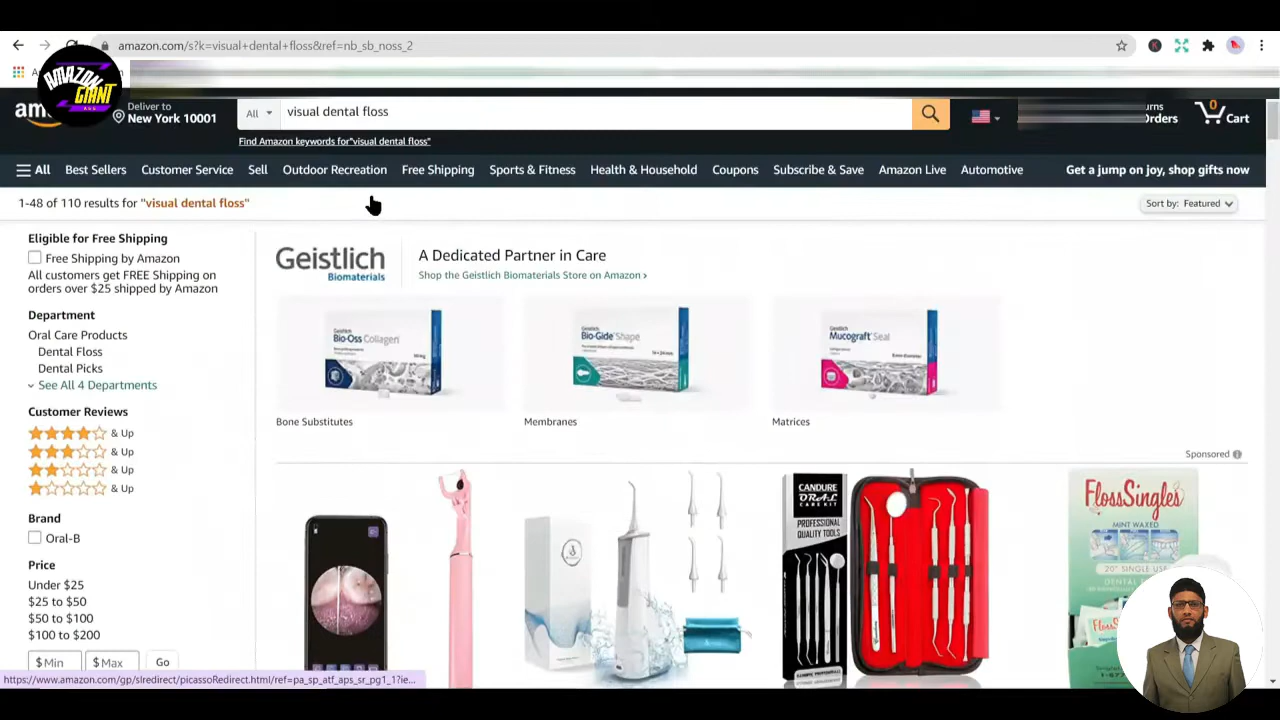 amazon.com/s?k=visual+dental+floss&ref=nb_sb_noss_2
AMAZON
GIANT
Deliver to
New York 10001
All
visual dental floss
Find Amazon keywords for"visual dental floss"
Orders
0
Cart
All
Best Sellers
Customer Service
Sell
Outdoor Recreation
Free Shipping
Sports & Fitness
Health & Household
Coupons
Subscribe & Save
Amazon Live
Automotive
Get a jump on joy, shop gifts now
1-48 of 110 results for "visual dental floss"
Sort by: Featured
Eligible for Free Shipping
Free Shipping by Amazon
All customers get FREE Shipping on
orders over $25 shipped by Amazon
Department
Oral Care Products
Dental Floss
Dental Picks
See All 4 Departments
Customer Reviews
& Up
& Up
& Up
& Up
Brand
Oral-B
Price
Under $25
$25 to $50
$50 to $100
$100 to $200
$ Min
$ Max
Go
Geistlich
Biomaterials
A Dedicated Partner in Care
Shop the Geistlich Biomaterials Store on Amazon ›
Geistlich
Bio-Oss Collagen
Geistlich
Bio-Gide Shape
Geistlich
Mucograft Seal
Bone Substitutes
Membranes
Matrices
Sponsored
CANDURE
ORAL
CARE KIT
PROFESSIONAL
QUALITY TOOLS
FlossSingles
MINT WAXED
https://www.amazon.com/gp/slredirect/picassoRedirect.html/ref=pa_sp_atf_aps_sr_pg1_1?ie...